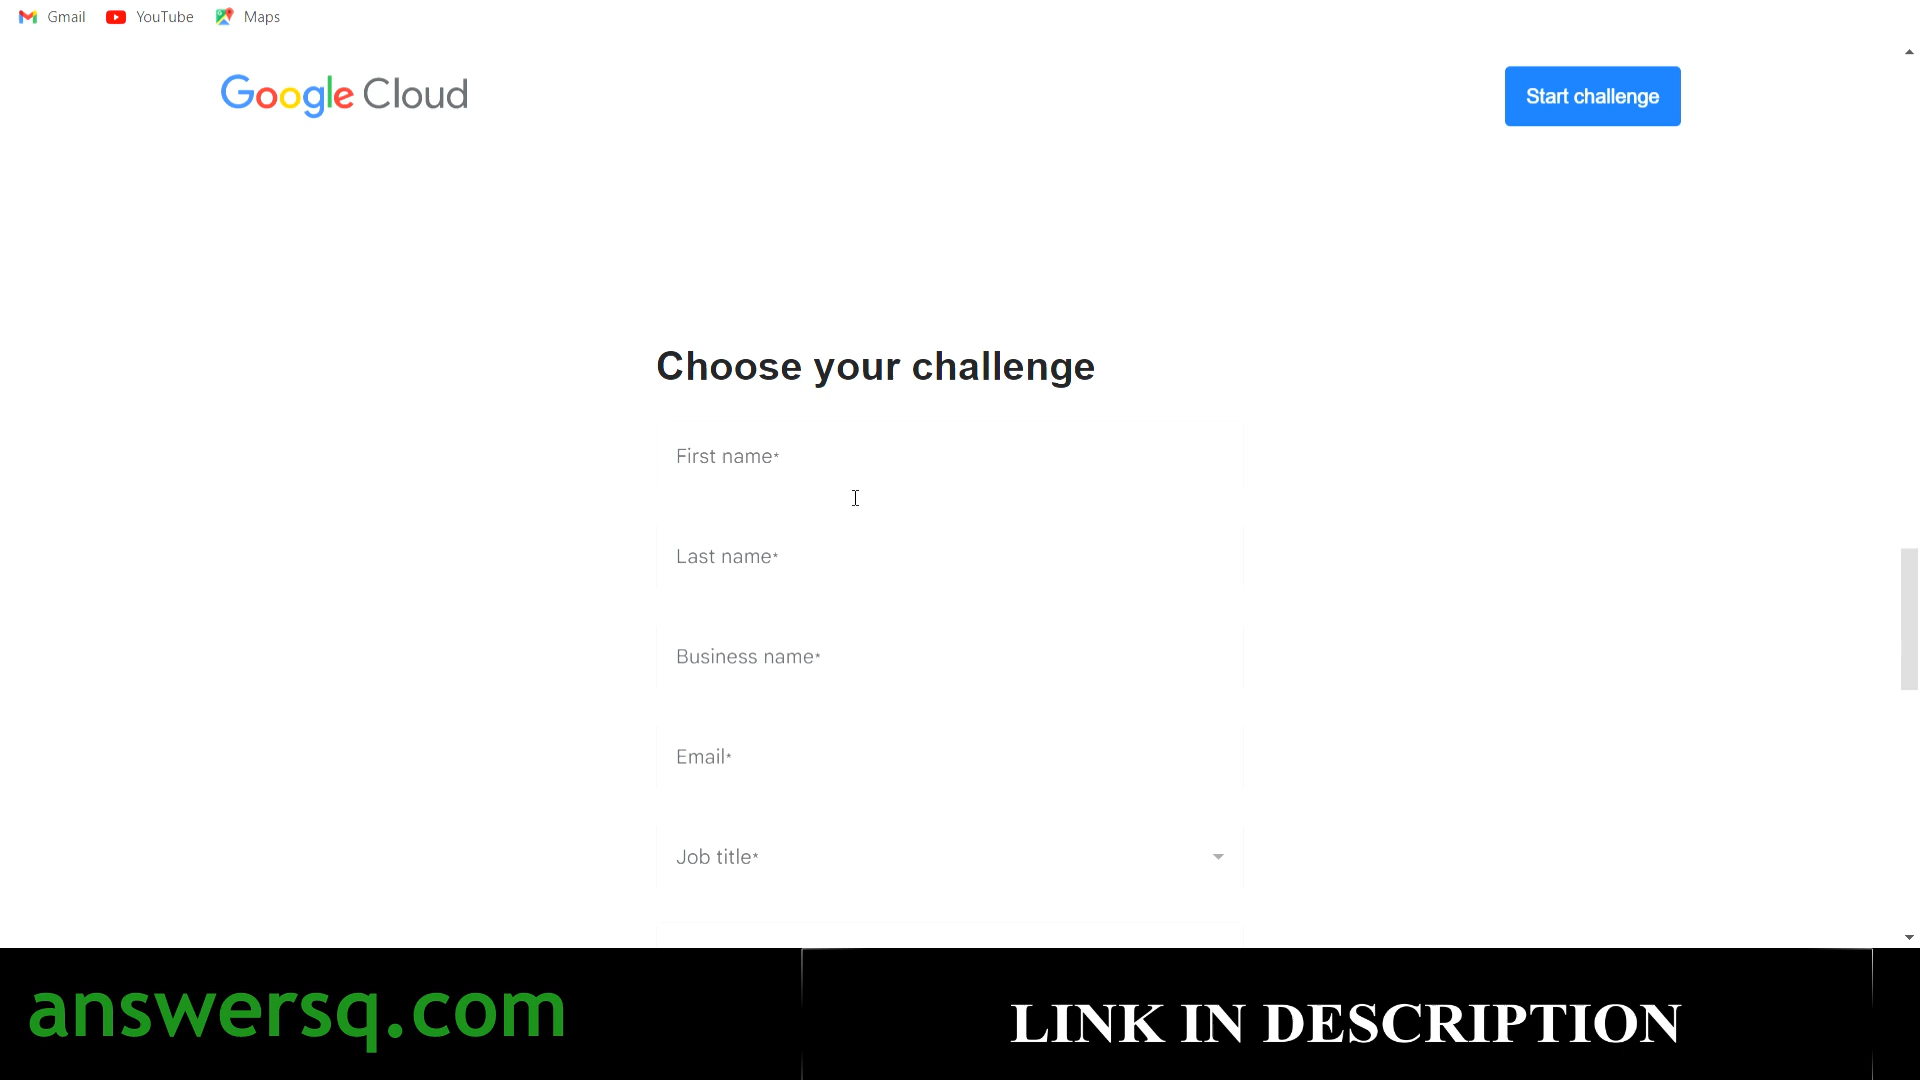 Gmail YouTube Maps
Google Cloud
Start challenge
Choose your challenge
First name*
Last name*
Business name*
Email*
Job title*
answersq.com
LINK IN DESCRIPTION